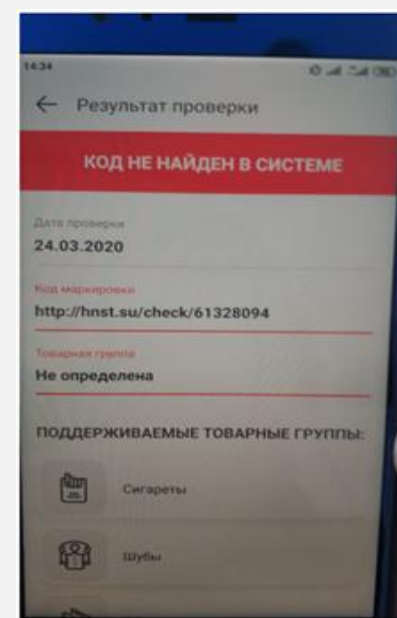 14:34
Результат проверки
КОД НЕ НАЙДЕН В СИСТЕМЕ
Дата проверки
24.03.2020
Код маркировки
http://hnst.su/check/61328094
Товарная группа
Не определена
ПОДДЕРЖИВАЕМЫЕ ТОВАРНЫЕ ГРУППЫ:
Сигареты
Шубы